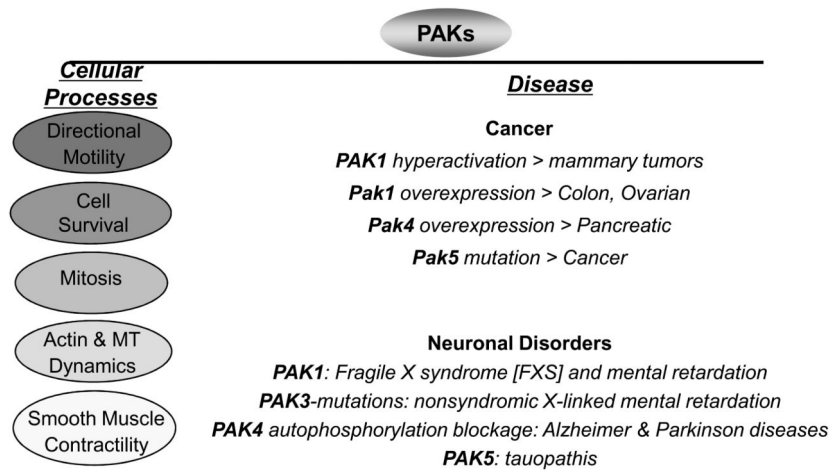 PAKs
Cellular
Processes
Directional
Motility
Cell
Survival
Mitosis
Actin & MT
Dynamics
Smooth Muscle
Contractility
Disease
Cancer
PAK1 hyperactivation > mammary tumors
Pak1 overexpression > Colon, Ovarian
Pak4 overexpression > Pancreatic
Pak5 mutation > Cancer
Neuronal Disorders
PAK1: Fragile X syndrome [FXS] and mental retardation
PAK3-mutations: nonsyndromic X-linked mental retardation
PAK4 autophosphorylation blockage: Alzheimer & Parkinson diseases
PAK5: tauopathis